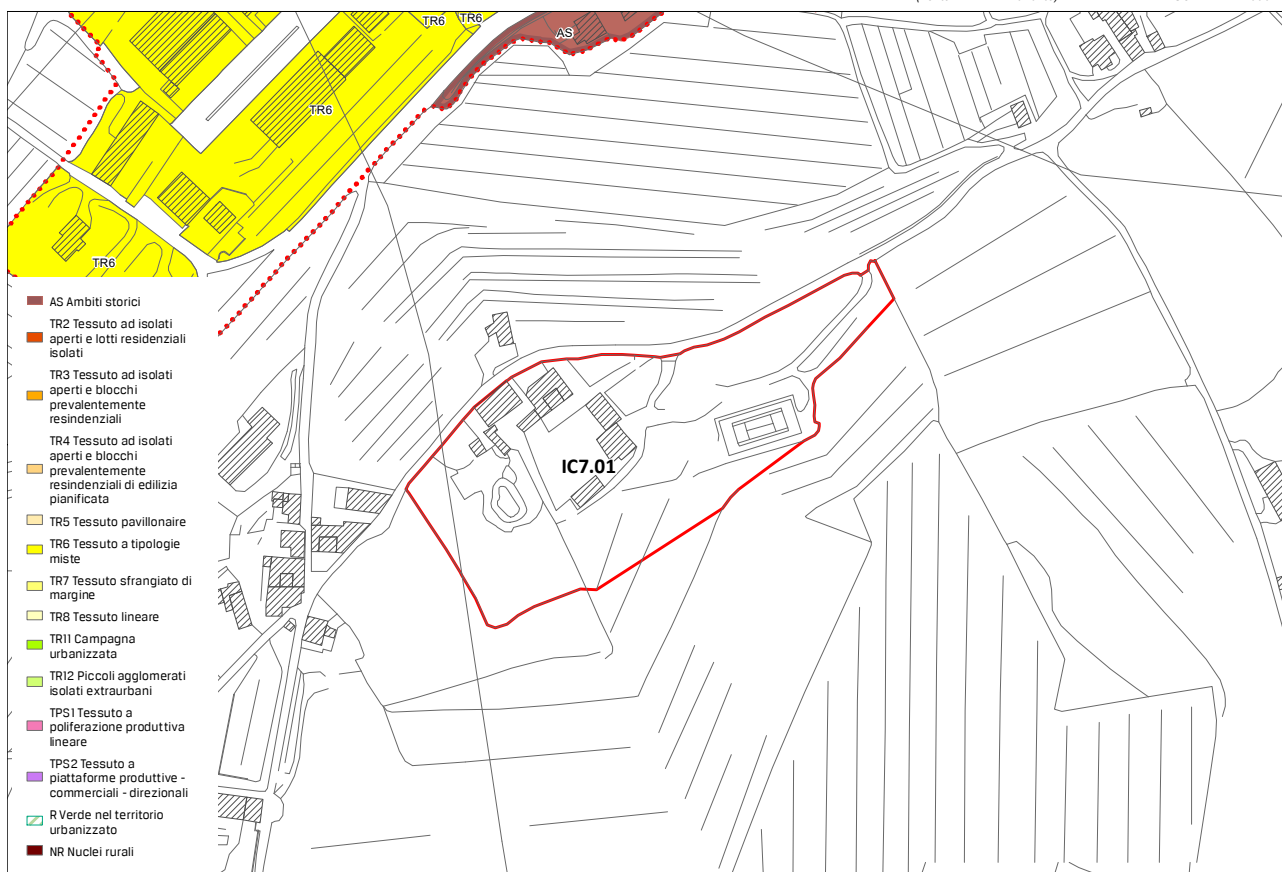 TR6
TR6
AS
TR6
TR6
IC7.01
AS Ambiti storici
TR2 Tessuto ad isolati
aperti e lotti residenziali
isolati
TR3 Tessuto ad isolati
aperti e blocchi
prevalentemente
resindenziali
TR4 Tessuto ad isolati
aperti e blocchi
prevalentemente
residenziali di edilizia
pianificata
TR5 Tessuto pavillonaire
TR6 Tessuto a tipologie
miste
TR7 Tessuto sfrangiato di
margine
TR8 Tessuto lineare
TR11 Campagna
urbanizzata
TR12 Piccoli agglomerati
isolati extraurbani
TPS1 Tessuto a
poliferazione produttiva
lineare
TPS2 Tessuto a
piattaforme produttive -
commerciali - direzionali
R Verde nel territorio
urbanizzato
NR Nuclei rurali